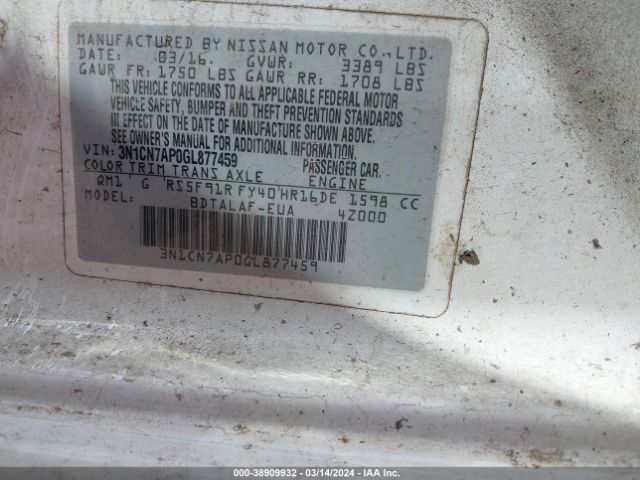 MANUFACTURED BY NISSAN MOTOR CO.,LTD.
DATE: 03/16. GVWR: 3389 LBS
GAWR FR: 1750 LBS GAWR RR: 1708 LBS
THIS VEHICLE CONFORMS TO ALL APPLICABLE FEDERAL MOTOR
VEHICLE SAFETY, BUMPER AND THEFT PREVENTION STANDARDS
IN EFFECT ON THE DATE OF MANUFACTURE SHOWN ABOVE.
SEE OWNER'S MANUAL FOR ADDITIONAL INFORMATION.
VIN: 3N1CN7AP0GL877459 PASSENGER CAR.
COLOR TRIM TRANS AXLE ENGINE
QM1 G RS5F91R FY40 HR16DE 1598 CC
MODEL: BDTALAF-EUA 4Z000
3N1CN7AP0GL877459
000-38909932 - 03/14/2024 - IAA Inc.